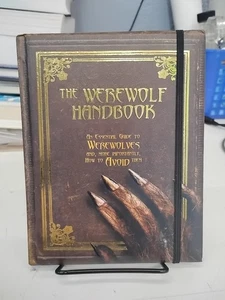 THE WEREWOLF
HANDBOOK
AN ESSENTIAL GUIDE TO
WEREWOLVES
AND, MORE IMPORTANTLY,
HOW TO AVOID THEM